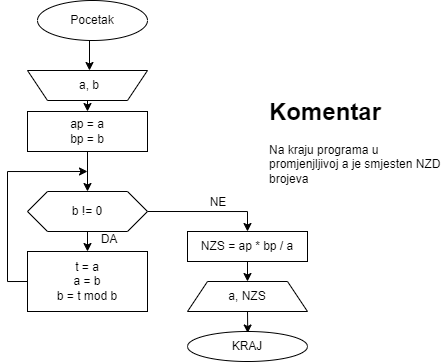 Pocetak
a, b
ap = a
bp = b
b != 0
NE
DA
t = a
a = b
b = t mod b
NZS = ap * bp / a
a, NZS
KRAJ
Komentar
Na kraju programa u
promjenjljivoj a je smjesten NZD
brojeva